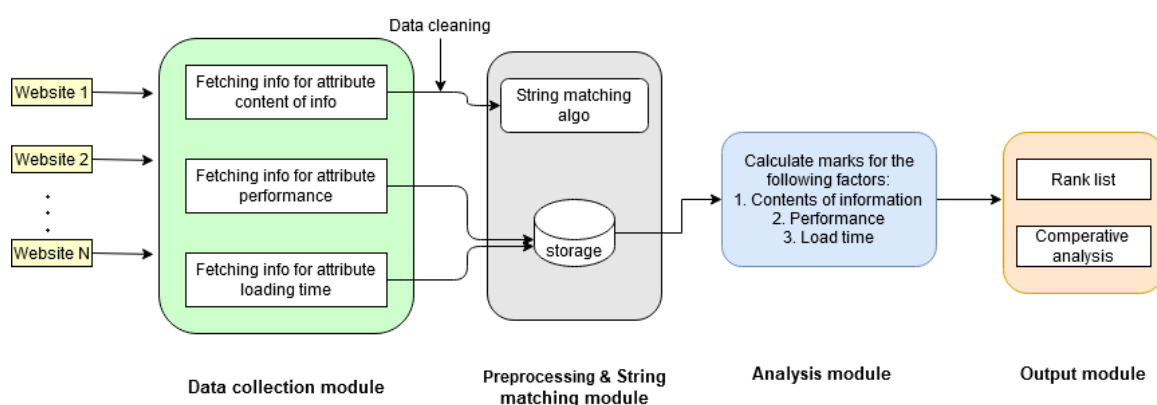 Data cleaning
Website 1
Website 2
.
.
.
Website N
Fetching info for attribute
content of info
Fetching info for attribute
performance
Fetching info for attribute
loading time
Data collection module
String matching
algo
storage
Preprocessing & String
matching module
Calculate marks for the
following factors:
1. Contents of information
2. Performance
3. Load time
Analysis module
Rank list
Comperative
analysis
Output module